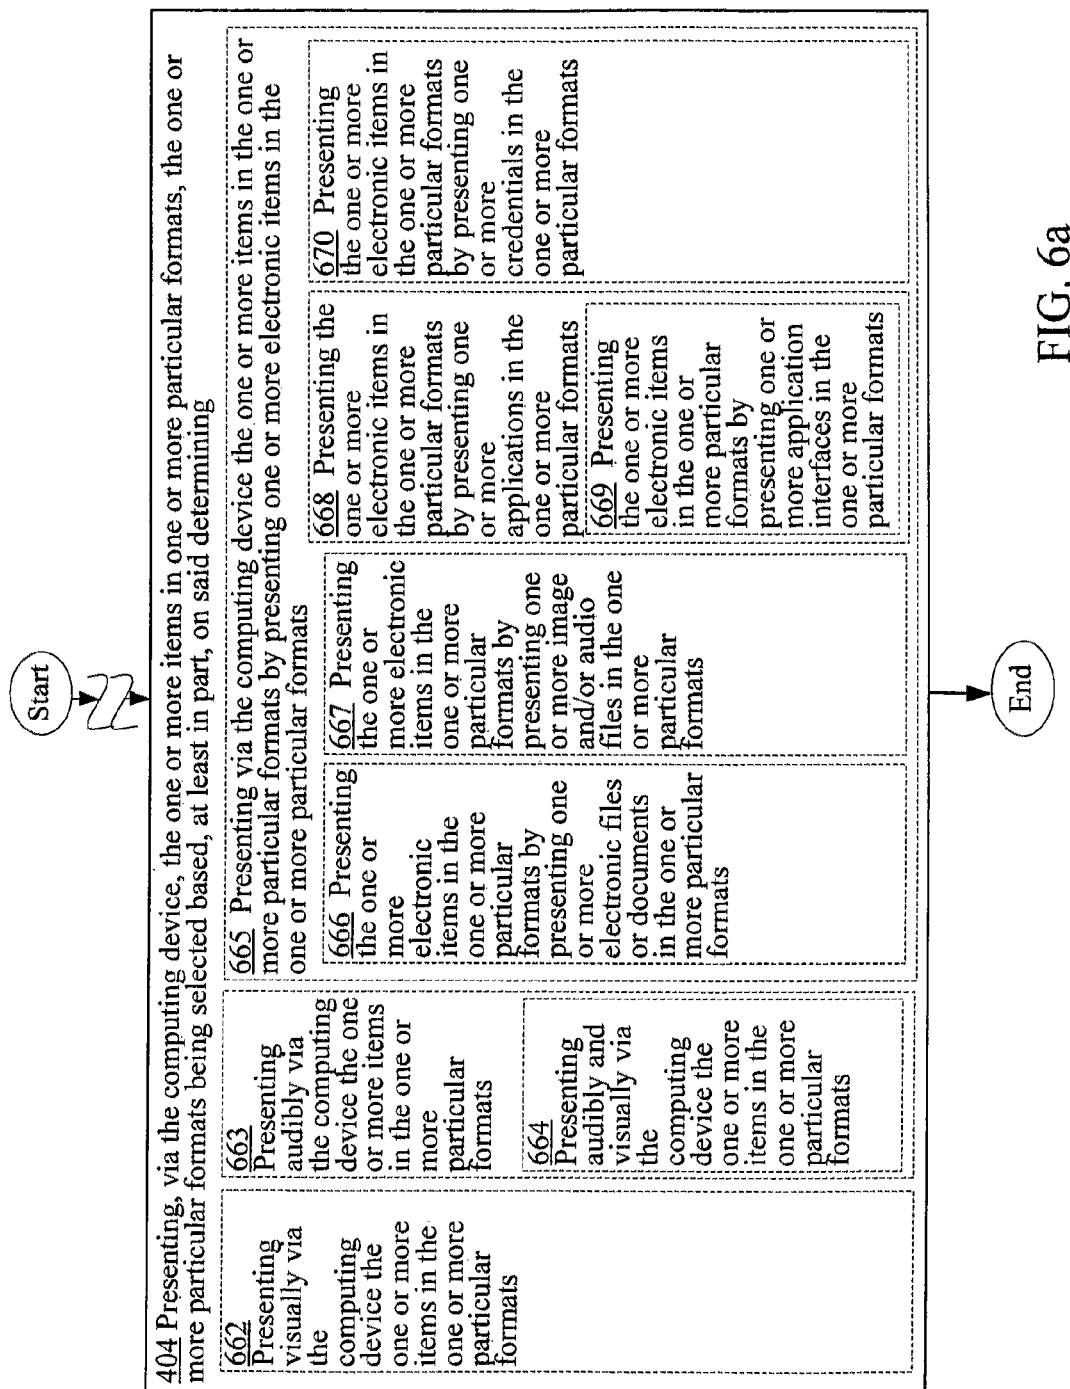 Start
404 Presenting, via the computing device, the one or more items in one or more particular formats, the one or
more particular formats being selected based, at least in part, on said determining
662
Presenting
visually via
the
computing
device the
one or more
items in the
one or more
particular
formats
663
Presenting
audibly via
the computing
device the one
or more items
in the one or
more
particular
formats
664
Presenting
audibly and
visually via
the
computing
device the
one or more
items in the
one or more
particular
formats
665 Presenting via the computing device the one or more items in the one or
more particular formats by presenting one or more electronic items in the
one or more particular formats
666 Presenting
the one or
more
electronic
items in the
one or more
particular
formats by
presenting one
or more
electronic files
or documents
in the one or
more particular
formats
667 Presenting
the one or
more electronic
items in the
one or more
particular
formats by
presenting one
or more image
and/or audio
files in the one
or more
particular
formats
668 Presenting the
one or more
electronic items in
the one or more
particular formats
by presenting one
or more
applications in the
one or more
particular formats
669 Presenting
the one or more
electronic items
in the one or
more particular
formats by
presenting one or
more application
interfaces in the
one or more
particular formats
670 Presenting
the one or more
electronic items in
the one or more
particular formats
by presenting one
or more
credentials in the
one or more
particular formats
End
FIG. 6a